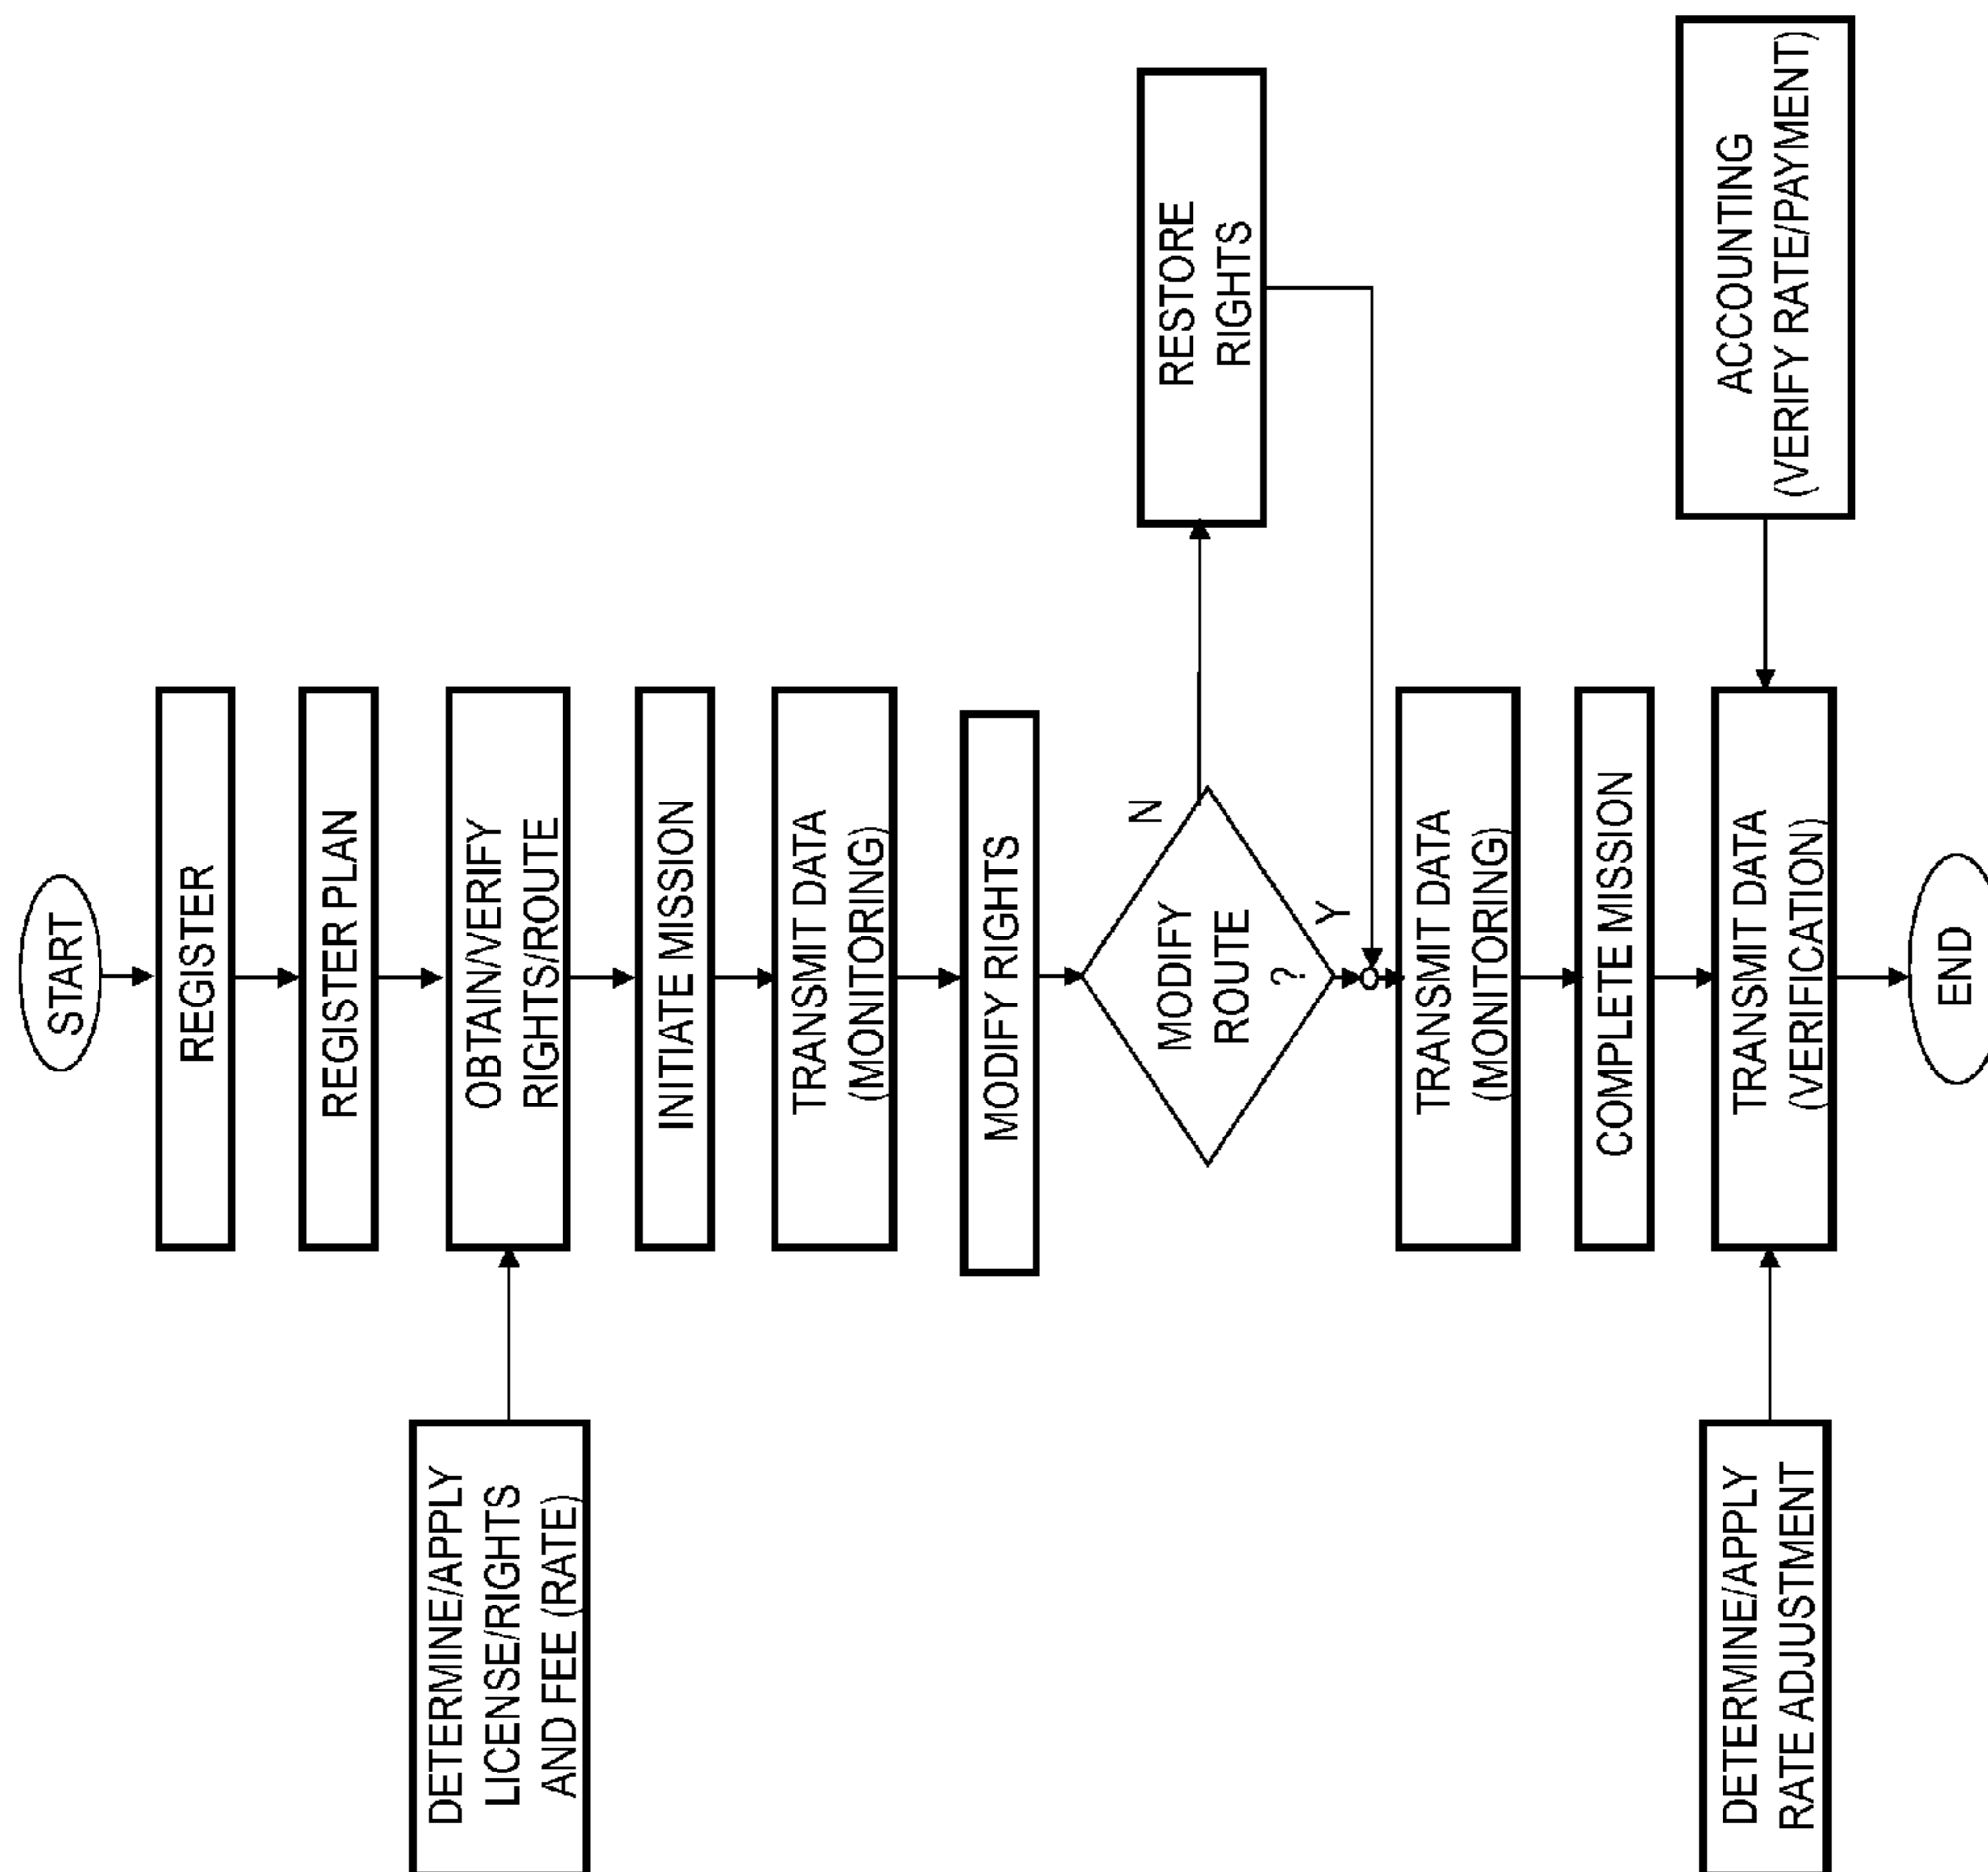 START
REGISTER
REGISTER PLAN
DETERMINE/APPLY
LICENSE/RIGHTS
AND FEE (RATE)
OBTAIN/VERIFY
RIGHTS/ROUTE
INITIATE MISSION
TRANSMIT DATA
(MONITORING)
MODIFY RIGHTS
MODIFY
ROUTE
?
N
Y
RESTORE
RIGHTS
TRANSMIT DATA
(MONITORING)
COMPLETE MISSION
DETERMINE/APPLY
RATE ADJUSTMENT
TRANSMIT DATA
(VERIFICATION)
ACCOUNTING
(VERIFY RATE/PAYMENT)
END